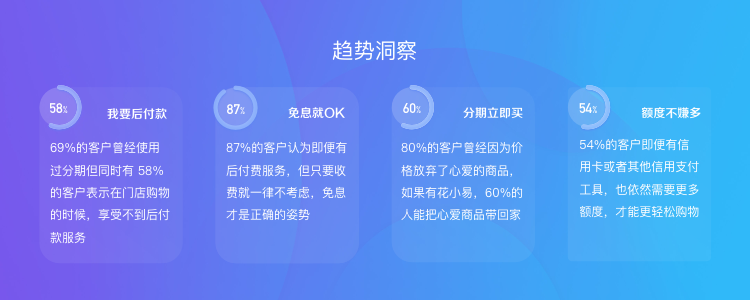 趋势洞察
58%
我要后付款
69%的客户曾经使用
过分期但同时有 58%
的客户表示在门店购物
的时候，享受不到后付
款服务
87%
免息就OK
87%的客户认为即便有
后付费服务，但只要收
费就一律不考虑，免息
才是正确的姿势
60%
分期立即买
80%的客户曾经因为价
格放弃了心爱的商品，
如果有花小易，60%的
人能把心爱商品带回家
54%
额度不嫌多
54%的客户即便有信
用卡或者其他信用支付
工具，也依然需要更多
额度，才能更轻松购物